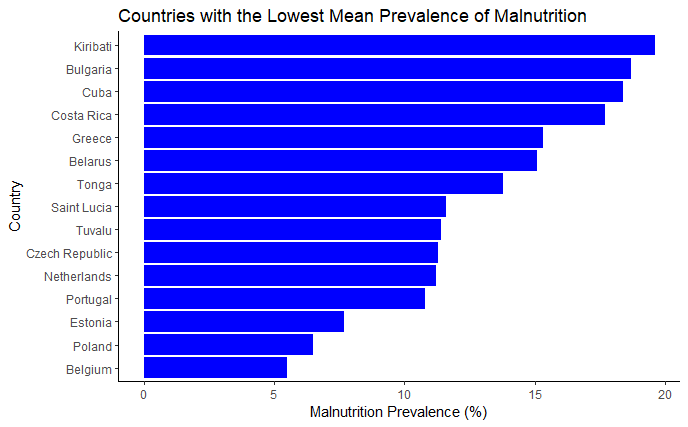 Countries with the Lowest Mean Prevalence of Malnutrition
Country
Kiribati
Bulgaria
Cuba
Costa Rica
Greece
Belarus
Tonga
Saint Lucia
Tuvalu
Czech Republic
Netherlands
Portugal
Estonia
Poland
Belgium
0 5 10 15 20
Malnutrition Prevalence (%)